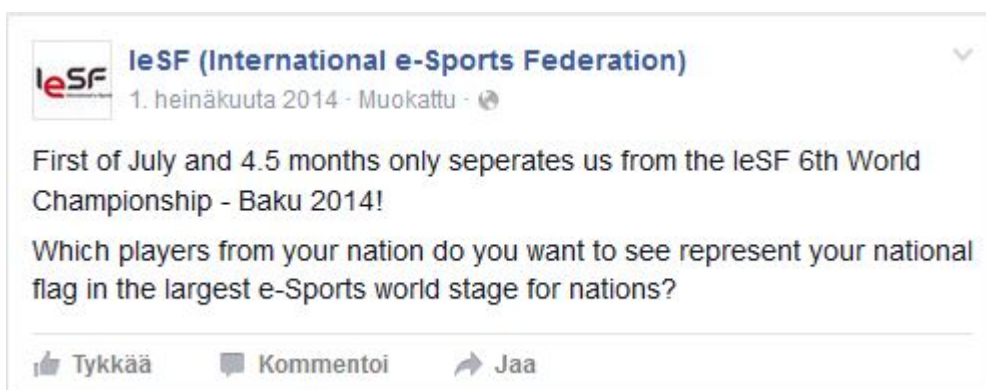 IeSF
IeSF (International e-Sports Federation)
1. heinäkuuta 2014 · Muokattu ·
First of July and 4.5 months only seperates us from the IeSF 6th World
Championship - Baku 2014!
Which players from your nation do you want to see represent your national
flag in the largest e-Sports world stage for nations?
Tykkää Kommentoi Jaa